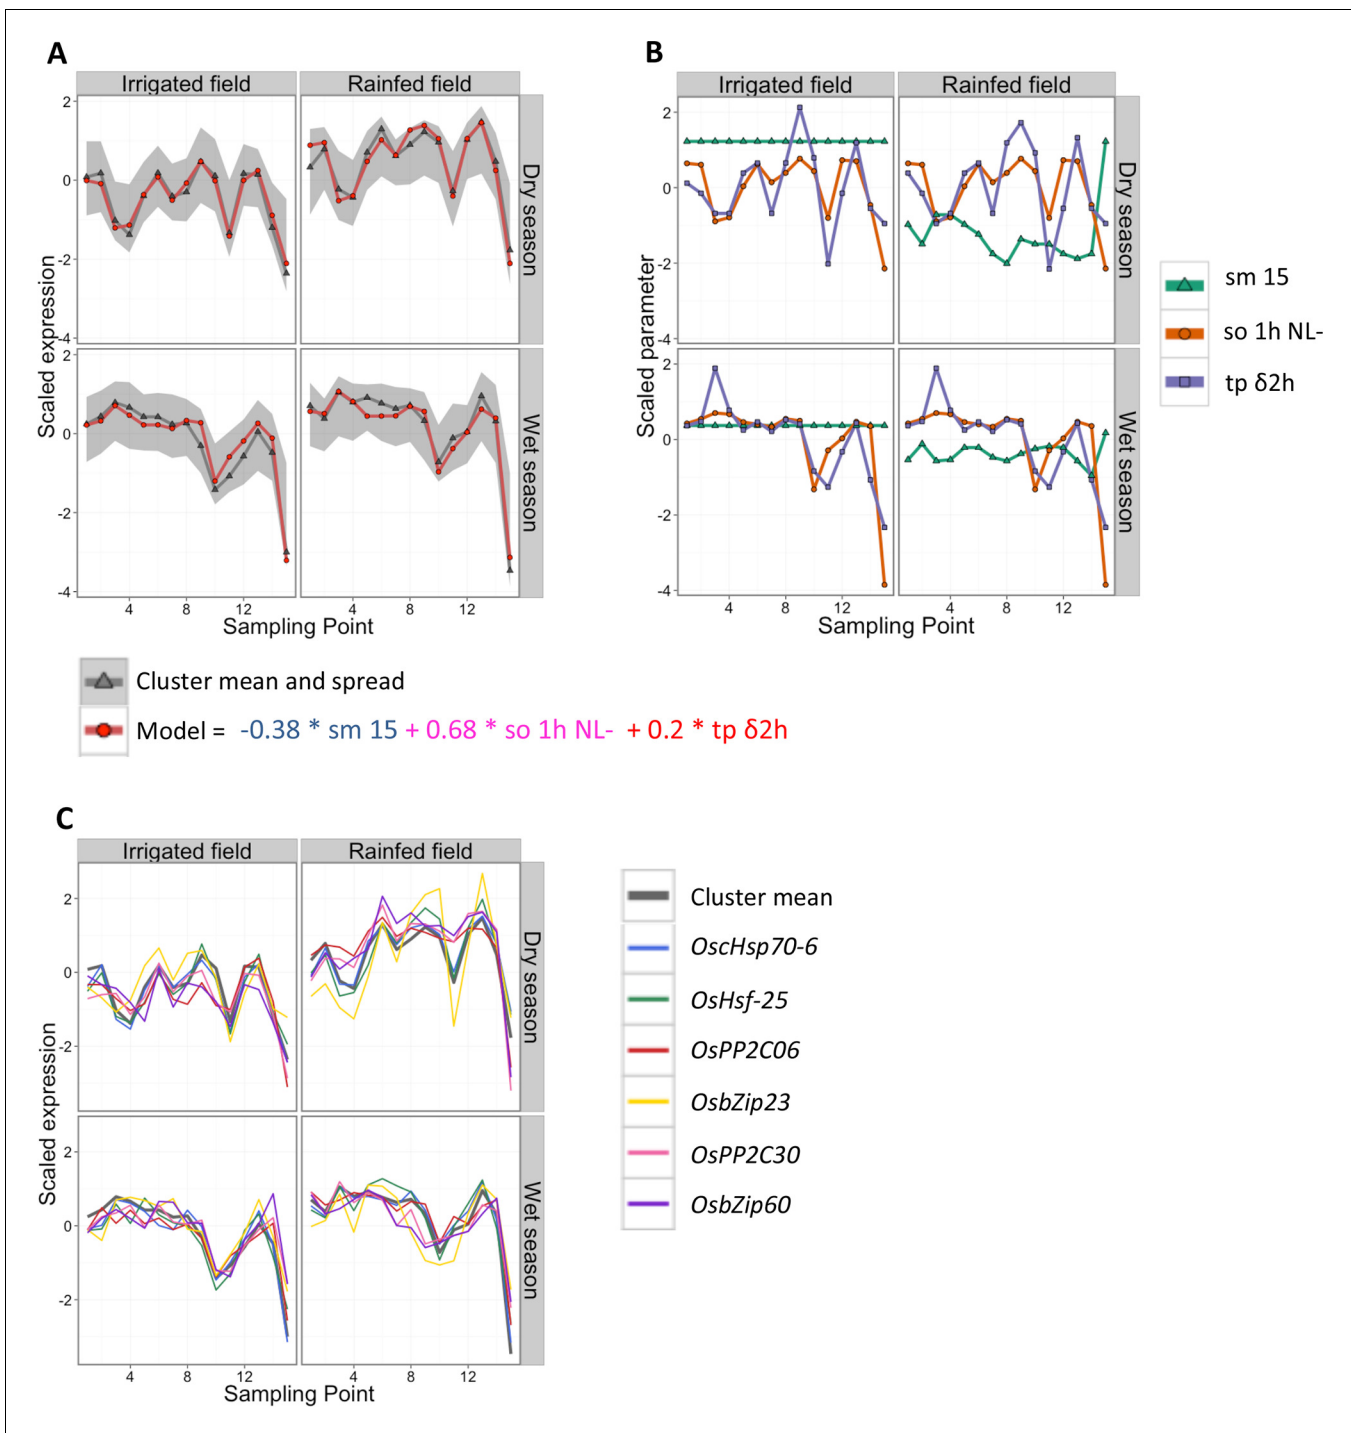 A
Irrigated field
Rainfed field
2
0
-2
-4
Dry season
2
0
-2
-4
Wet season
Scaled expression
4
8
12
4
8
12
Sampling Point
Cluster mean and spread
Model = -0.38 * sm 15 + 0.68 * so 1h NL- + 0.2 * tp δ2h
B
Irrigated field
Rainfed field
2
0
-2
-4
Dry season
2
0
-2
-4
Wet season
Scaled parameter
4
8
12
4
8
12
Sampling Point
sm 15
so 1h NL-
tp δ2h
C
Irrigated field
Rainfed field
2
0
-2
Dry season
2
0
-2
Wet season
Scaled expression
4
8
12
4
8
12
Sampling Point
Cluster mean
OscHsp70-6
OsHsf-25
OsPP2C06
OsbZip23
OsPP2C30
OsbZip60